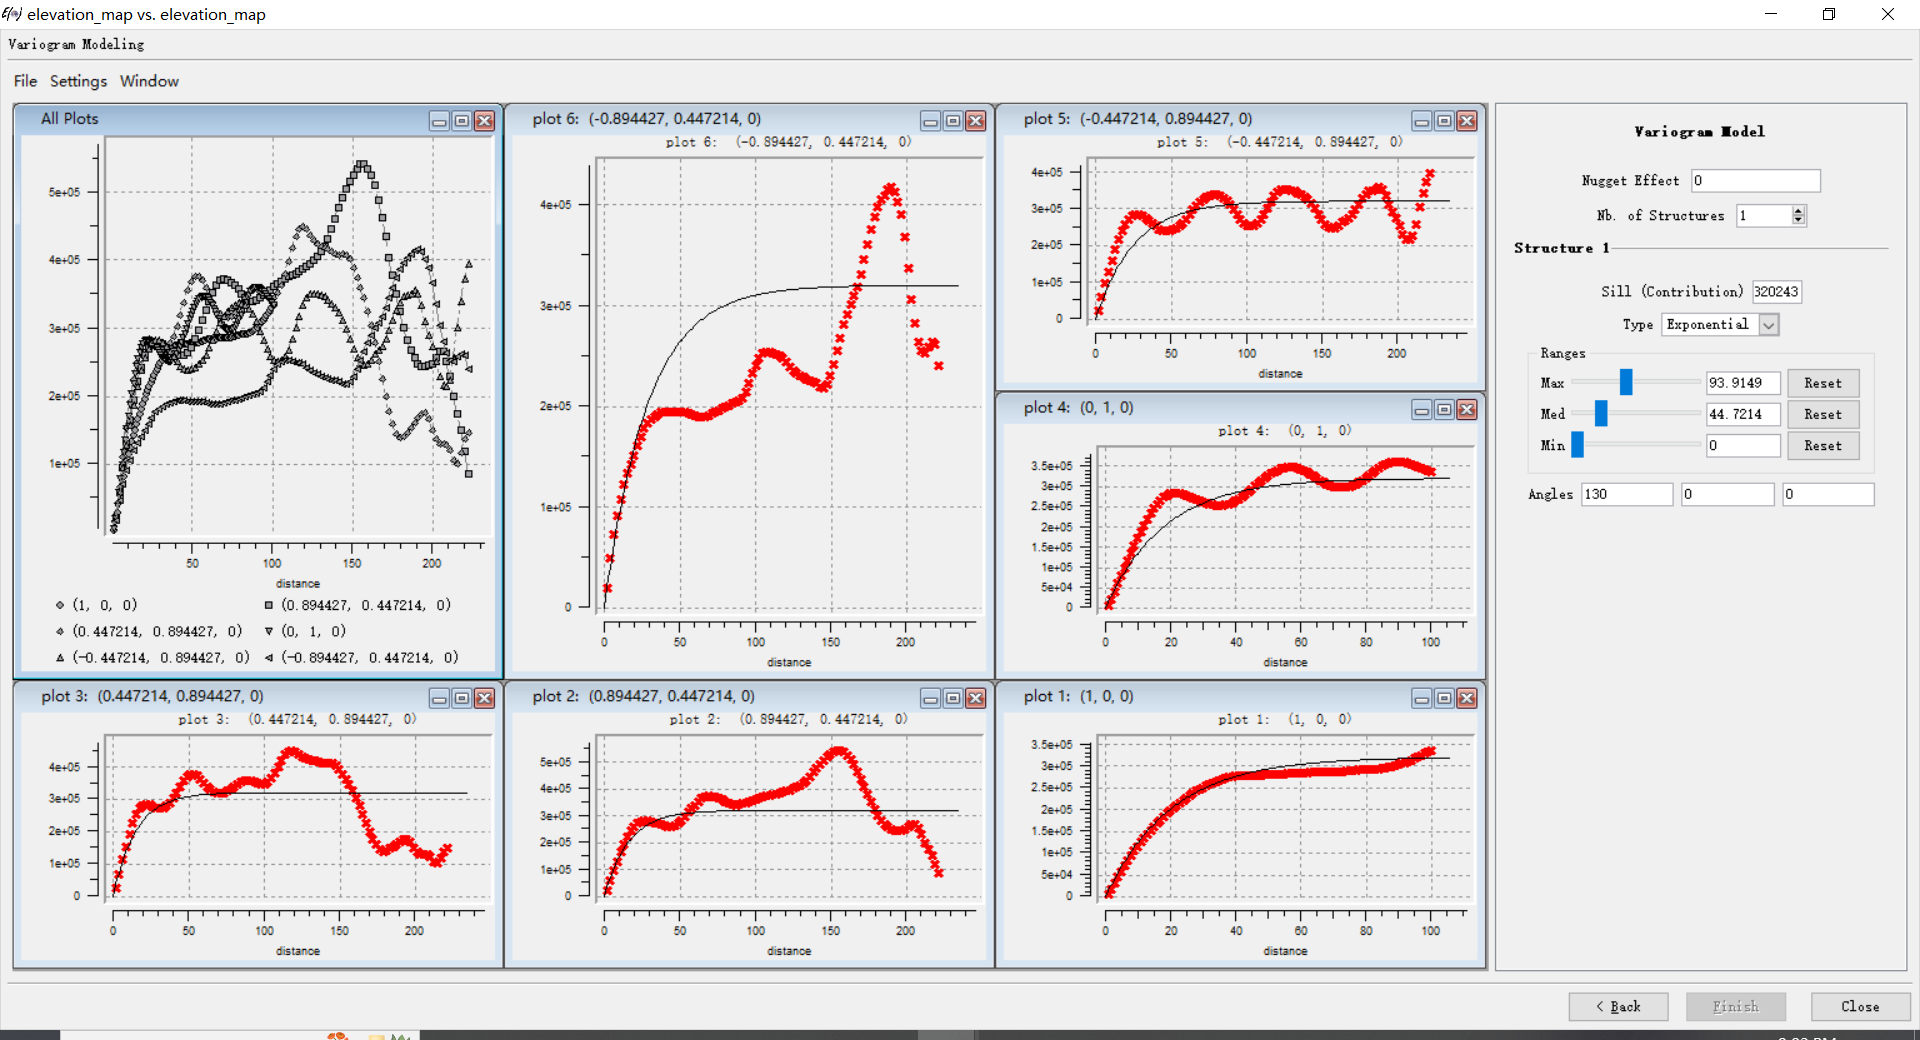 E(#) elevation_map vs. elevation_map
Variogram Modeling
File Settings Window
All Plots
5e+05
4e+05
3e+05
2e+05
1e+05
50 100 150 200
distance
(1, 0, 0) (0.894427, 0.447214, 0)
(0.447214, 0.894427, 0) (0, 1, 0)
(-0.447214, 0.894427, 0) (-0.894427, 0.447214, 0)
plot 6: (-0.894427, 0.447214, 0)
plot 6: (-0.894427, 0.447214, 0)
4e+05
3e+05
2e+05
1e+05
0
0 50 100 150 200
distance
plot 5: (-0.447214, 0.894427, 0)
plot 5: (-0.447214, 0.894427, 0)
4e+05
3e+05
2e+05
1e+05
0
0 50 100 150 200
distance
plot 4: (0, 1, 0)
plot 4: (0, 1, 0)
3.5e+05
3e+05
2.5e+05
2e+05
1.5e+05
1e+05
5e+04
0
0 20 40 60 80 100
distance
plot 3: (0.447214, 0.894427, 0)
plot 3: (0.447214, 0.894427, 0)
4e+05
3e+05
2e+05
1e+05
0
0 50 100 150 200
distance
plot 2: (0.894427, 0.447214, 0)
plot 2: (0.894427, 0.447214, 0)
5e+05
4e+05
3e+05
2e+05
1e+05
0
0 50 100 150 200
distance
plot 1: (1, 0, 0)
plot 1: (1, 0, 0)
3.5e+05
3e+05
2.5e+05
2e+05
1.5e+05
1e+05
5e+04
0
0 20 40 60 80 100
distance
Variogram Model
Nugget Effect 0
Nb. of Structures 1
Structure 1
Sill (Contribution) 320243
Type Exponential
Ranges
Max 93.9149 Reset
Med 44.7214 Reset
Min 0 Reset
Angles 130 0 0
< Back Finish Close